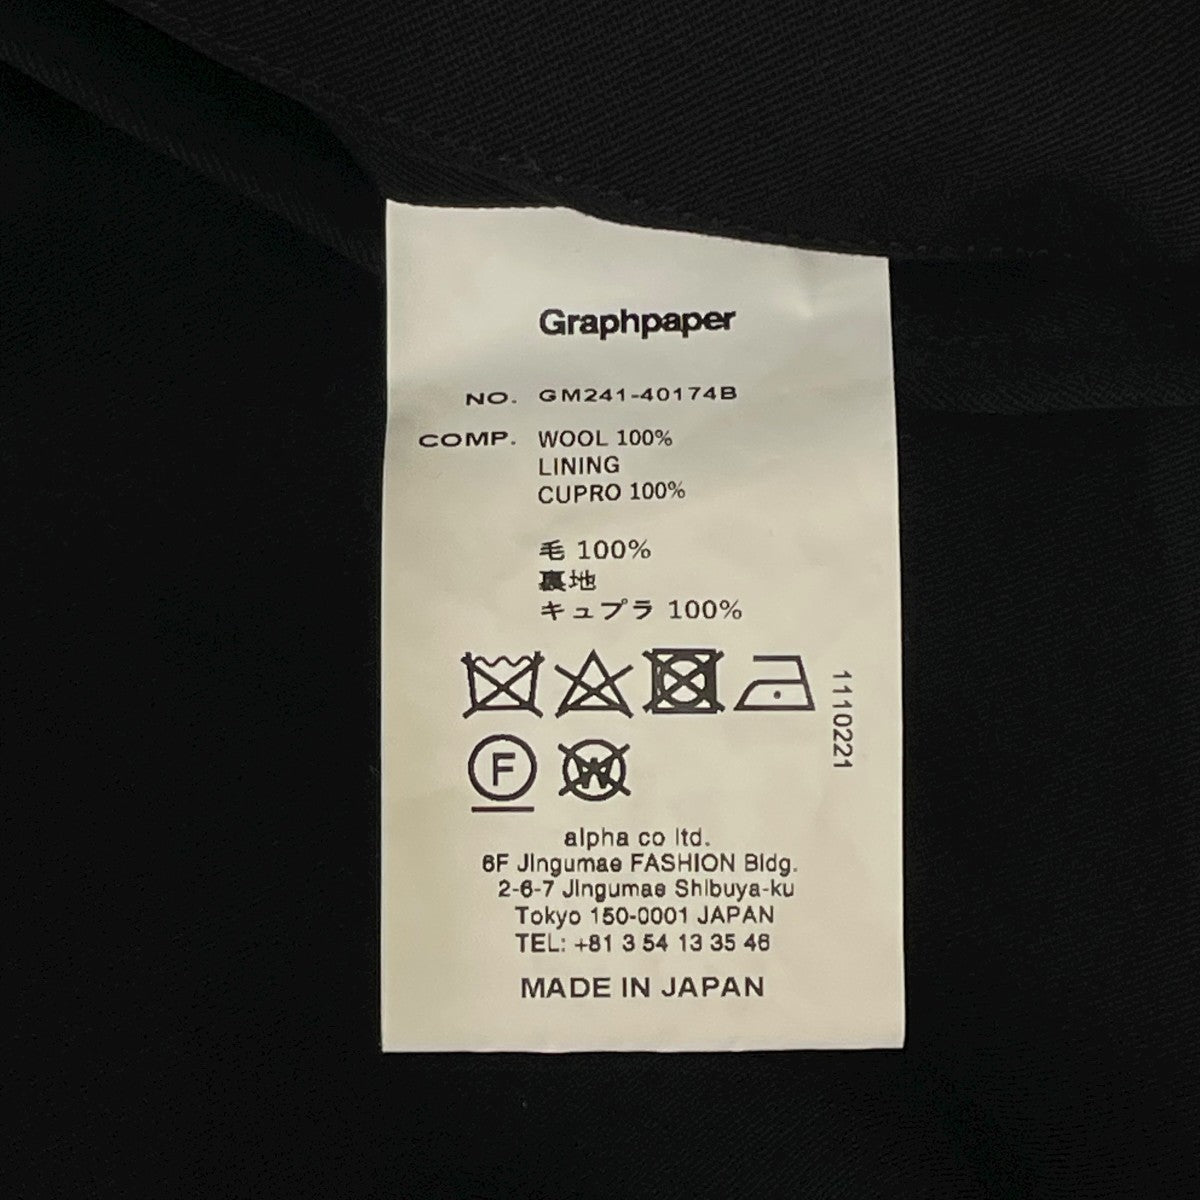 Graphpaper
NO. GM241-40174B
COMP. WOOL 100%
LINING
CUPRO 100%
毛 100%
裏地
キュプラ 100%
1110221
F
W
alpha co ltd.
6F Jingumae FASHION Bldg.
2-6-7 Jingumae Shibuya-ku
Tokyo 150-0001 JAPAN
TEL: +81 3 54 13 35 46
MADE IN JAPAN